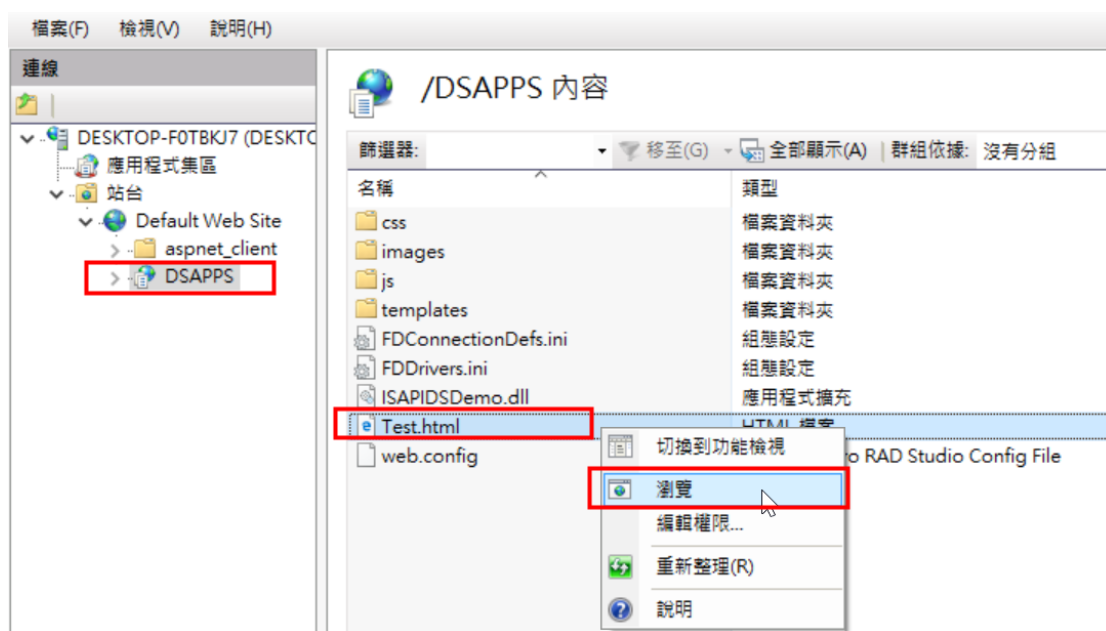 檔案(F) 檢視(V) 說明(H)
連線
DESKTOP-F0TBKJ7 (DESKTC
應用程式集區
站台
Default Web Site
aspnet_client
DSAPPS
/DSAPPS 內容
篩選器: 移至(G) 全部顯示(A) 群組依據: 沒有分組
名稱 類型
css 檔案資料夾
images 檔案資料夾
js 檔案資料夾
templates 檔案資料夾
FDConnectionDefs.ini 組態設定
FDDrivers.ini 組態設定
ISAPIDSDemo.dll 應用程式擴充
Test.html HTML 檔案
web.config ro RAD Studio Config File
切換到功能檢視
瀏覽
編輯權限...
重新整理(R)
說明